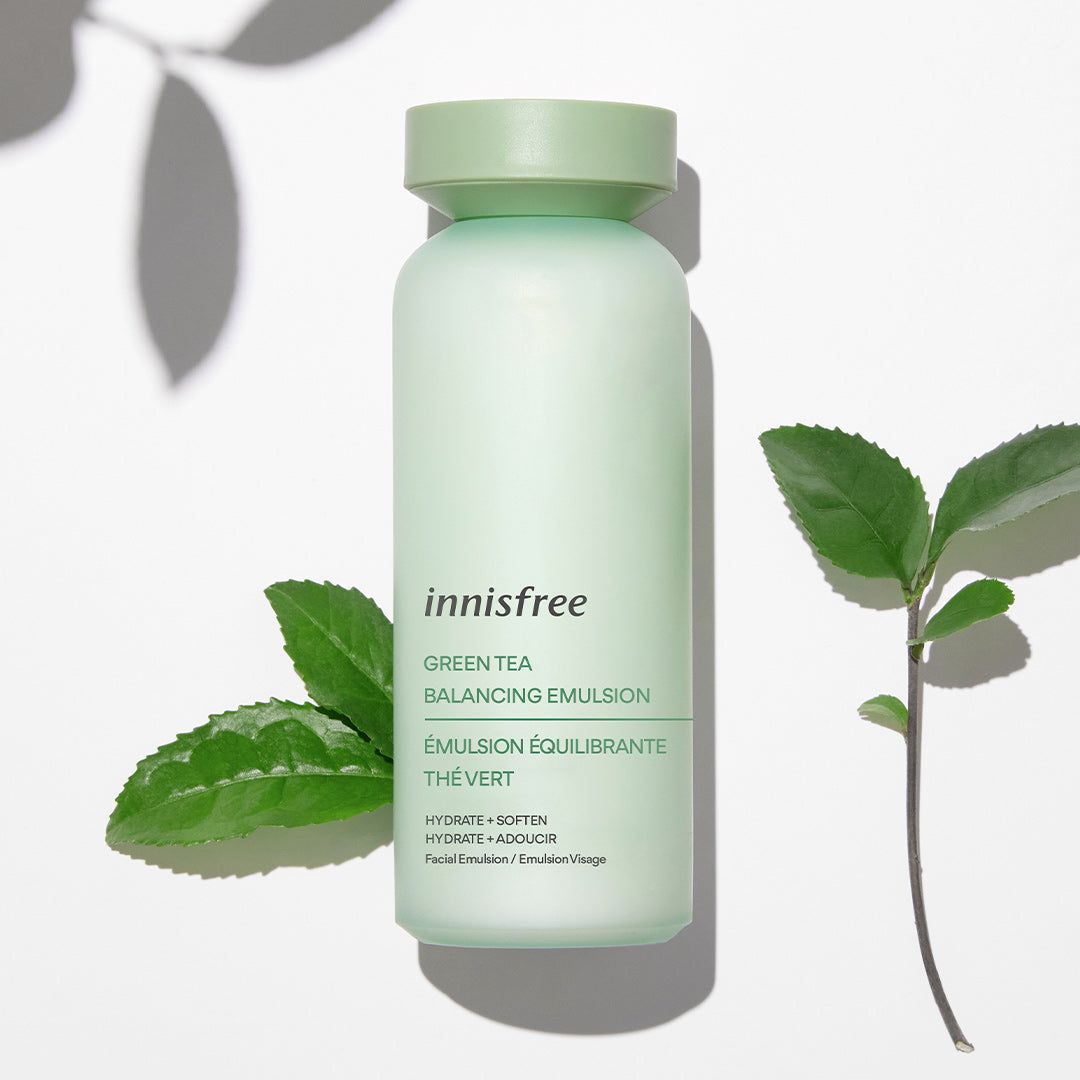 innisfree
GREEN TEA
BALANCING EMULSION
ÉMULSION ÉQUILIBRANTE
THÉ VERT
HYDRATE + SOFTEN
HYDRATE + ADOUCIR
Facial Emulsion / Emulsion Visage